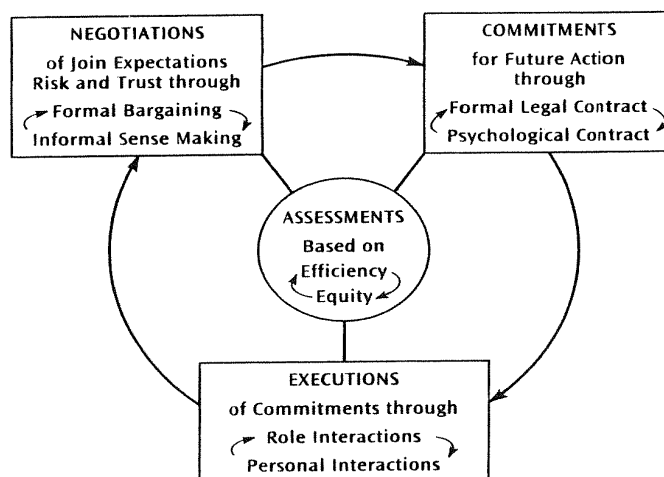 NEGOTIATIONS
of Join Expectations
Risk and Trust through
Formal Bargaining
Informal Sense Making
COMMITMENTS
for Future Action
through
Formal Legal Contract
Psychological Contract
ASSESSMENTS
Based on
Efficiency
Equity
EXECUTIONS
of Commitments through
Role Interactions
Personal Interactions